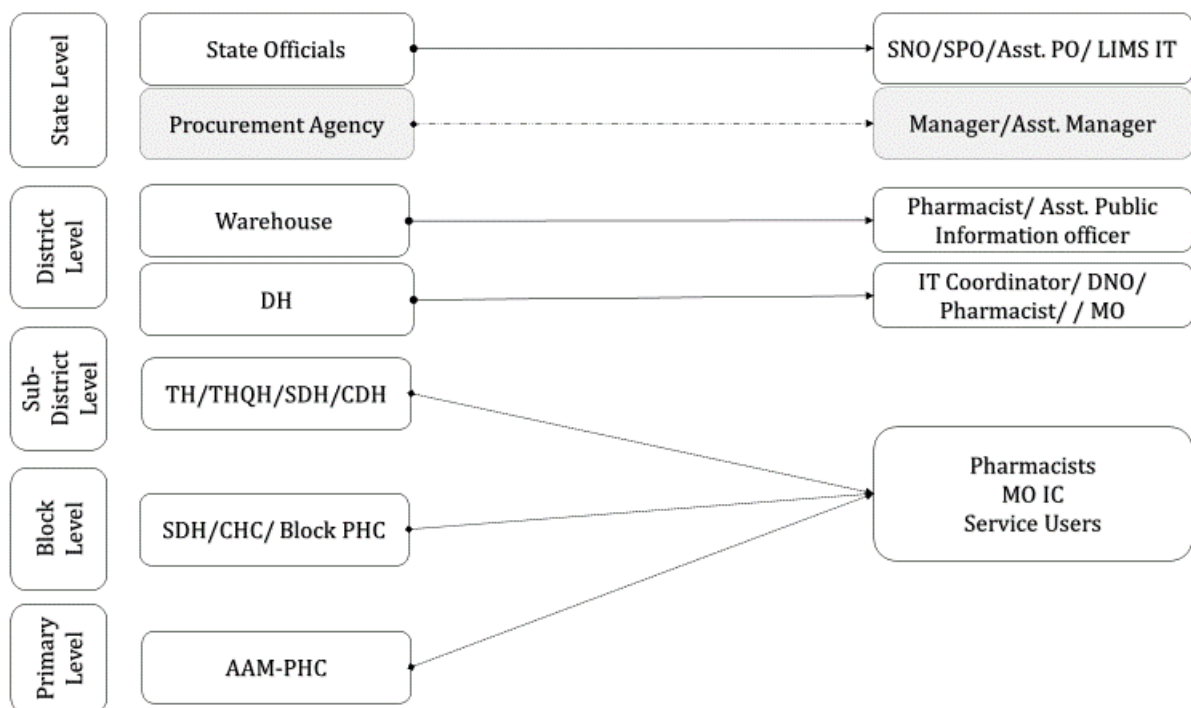 State Level
State Officials
SNO/SPO/Asst. PO/ LIMS IT
Procurement Agency
Manager/Asst. Manager
District
Level
Warehouse
Pharmacist/ Asst. Public
Information officer
DH
IT Coordinator/ DNO/
Pharmacist/ / MO
Sub-
District
Level
TH/THQH/SDH/CDH
Block
Level
SDH/CHC/ Block PHC
Pharmacists
MO IC
Service Users
Primary
Level
AAM-PHC